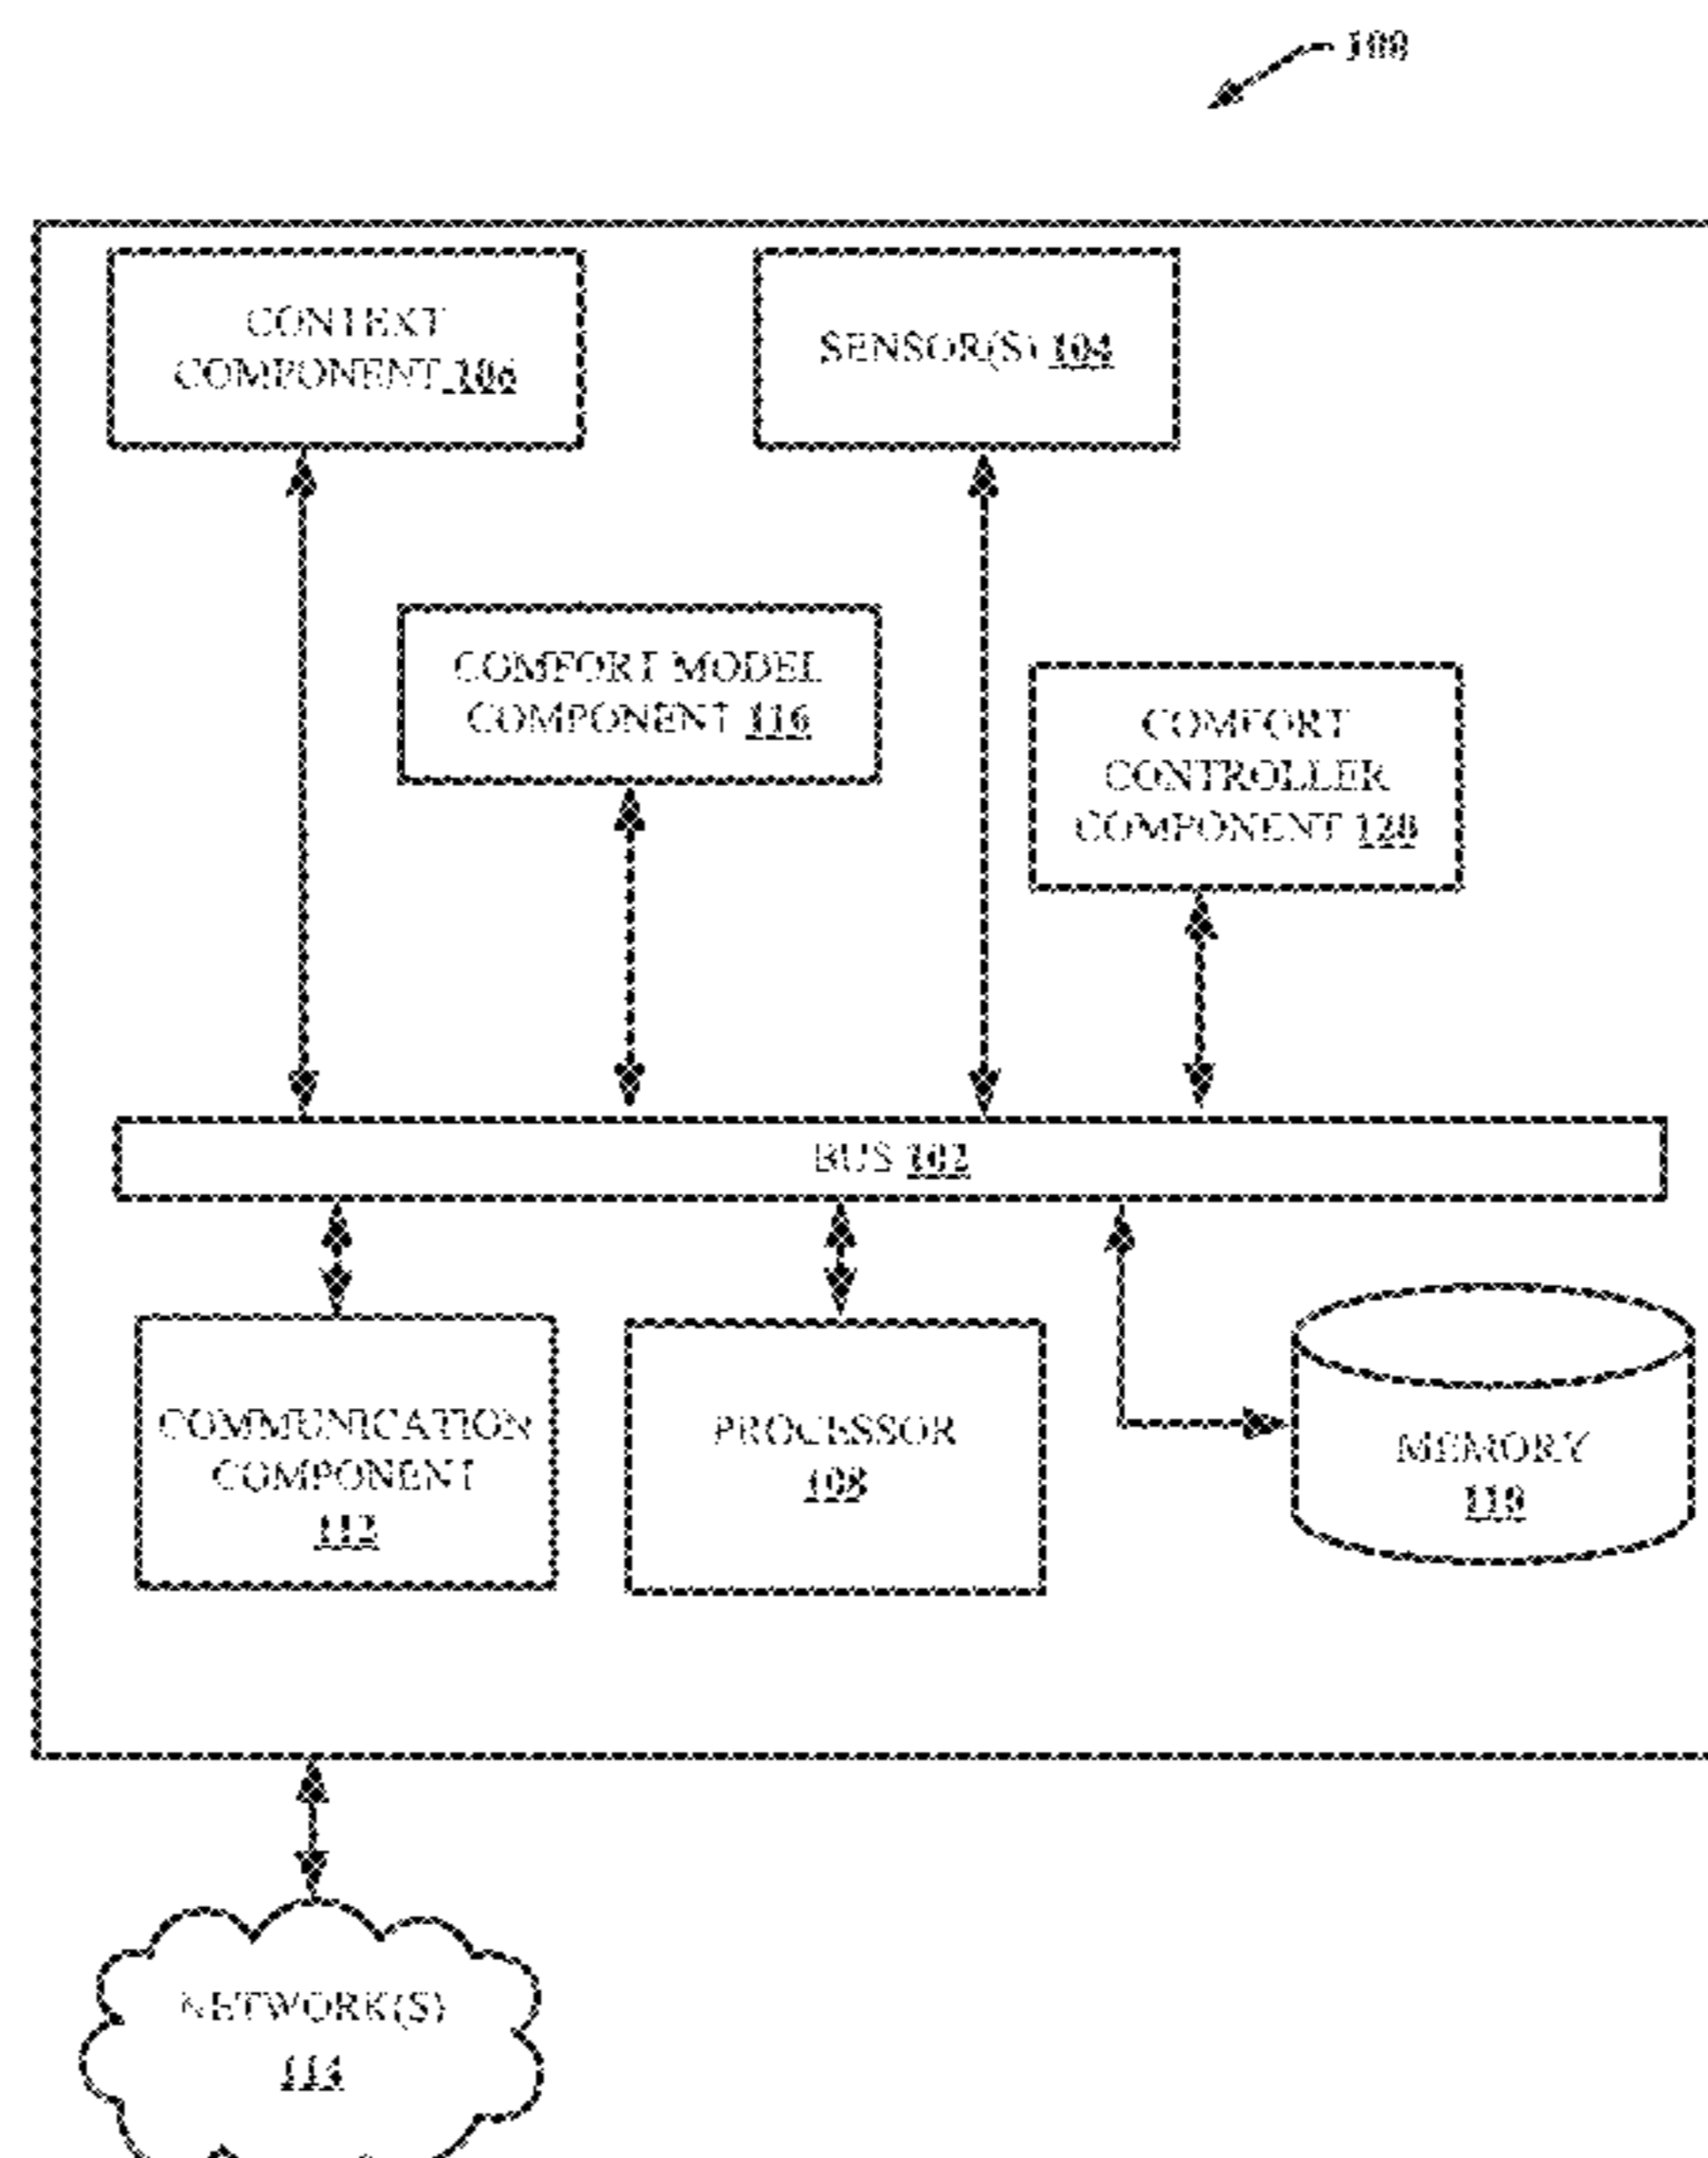 100
CONTEXT
COMPONENT 106
SENSOR(S) 104
COMFORT MODEL
COMPONENT 116
COMFORT
CONTROLLER
COMPONENT 120
BUS 102
COMMUNICATION
COMPONENT
112
PROCESSOR
108
MEMORY
110
NETWORK(S)
114